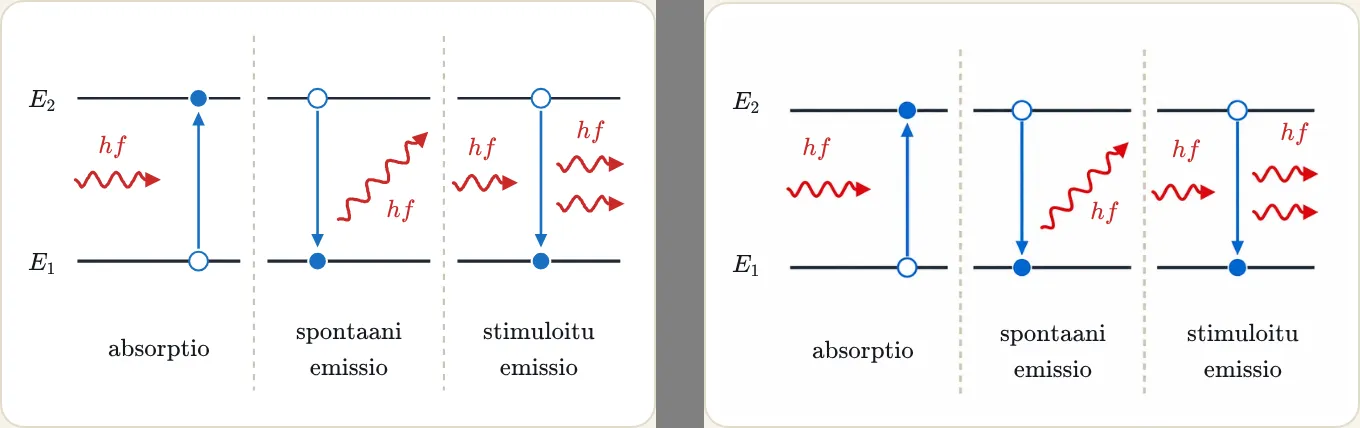 E₂
hf
hf
hf
hf
E₁
absorptio
spontaani
emissio
stimuloitu
emissio
E₂
hf
hf
hf
hf
E₁
absorptio
spontaani
emissio
stimuloitu
emissio